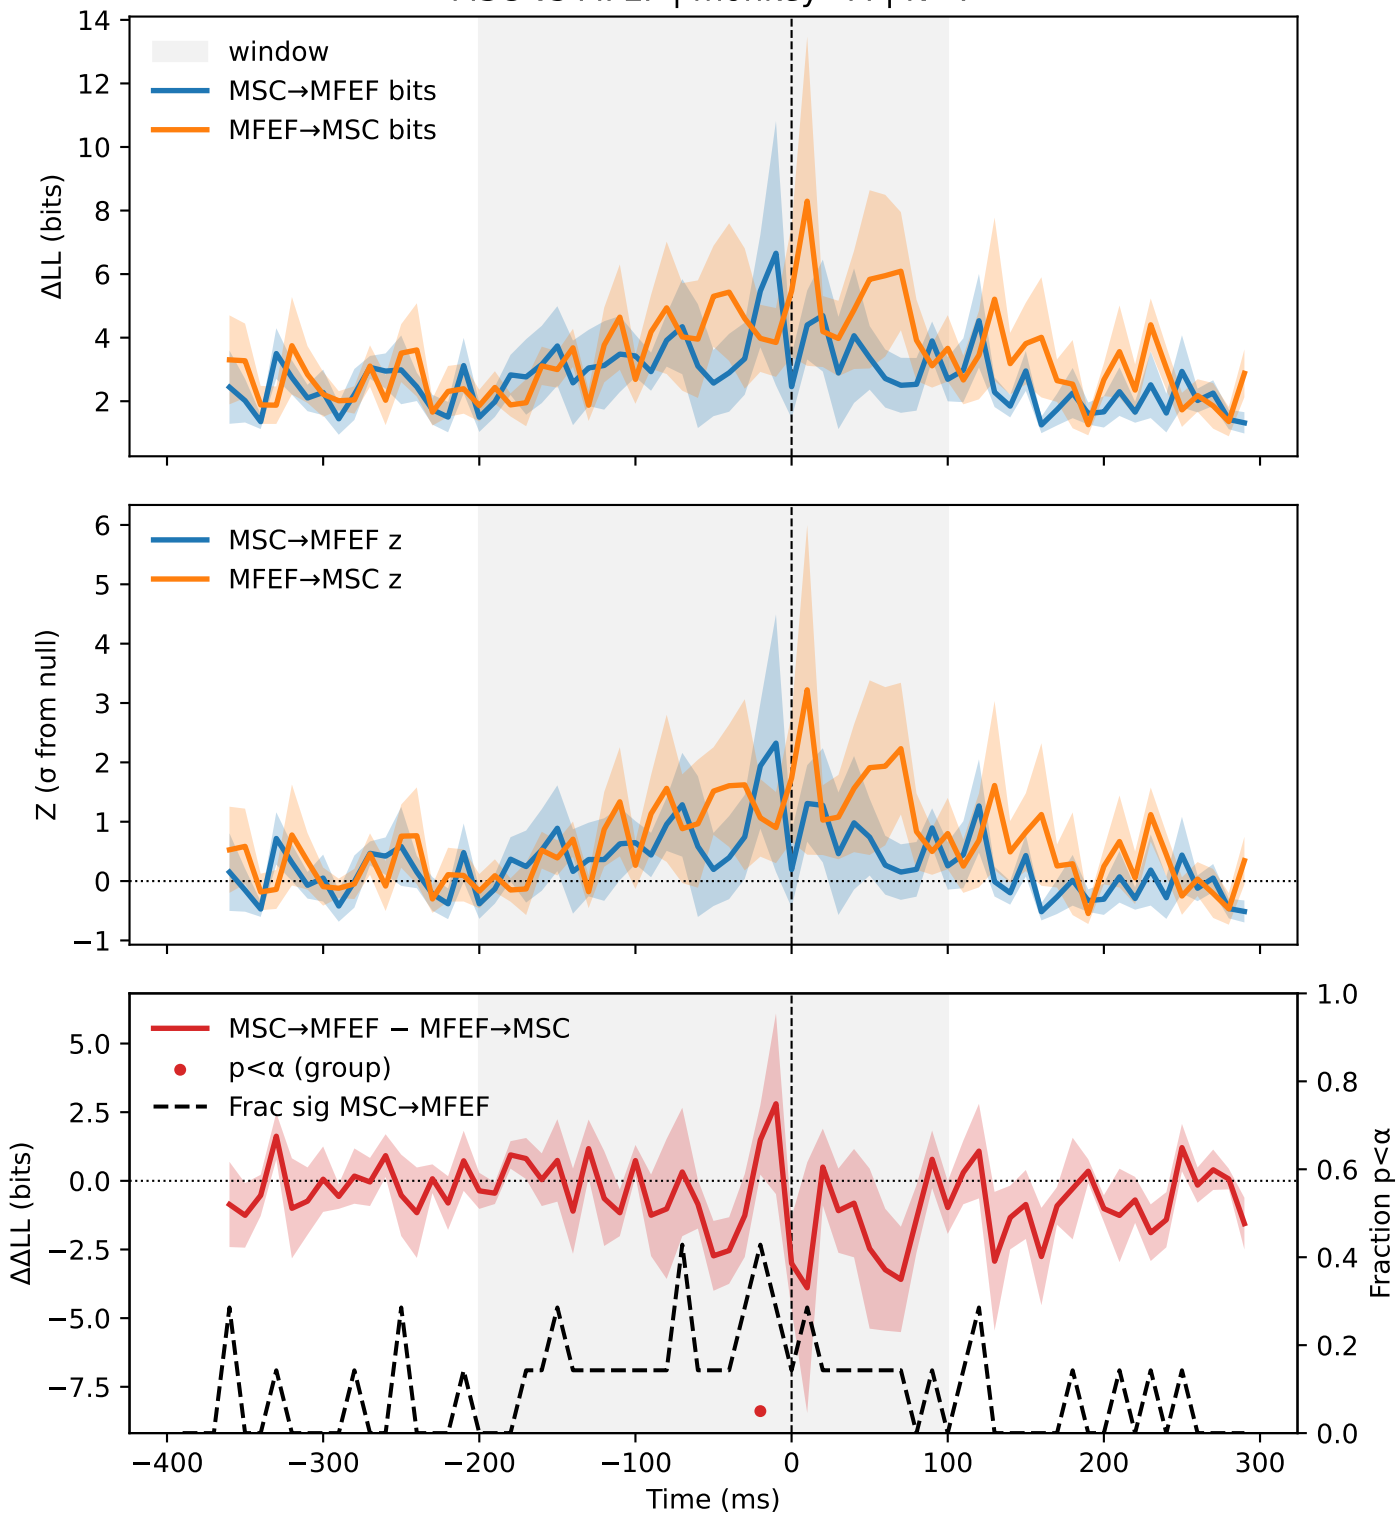 14
12
10
8
6
4
2
ΔLL (bits)
window
MSC→MFEF bits
MFEF→MSC bits
6
5
4
3
2
1
0
−1
Z (σ from null)
MSC→MFEF z
MFEF→MSC z
5.0
2.5
0.0
−2.5
−5.0
−7.5
ΔΔLL (bits)
MSC→MFEF − MFEF→MSC
p<α (group)
Frac sig MSC→MFEF
1.0
0.8
0.6
0.4
0.2
0.0
Fraction p<α
−400
−300
−200
−100
0
100
200
300
Time (ms)